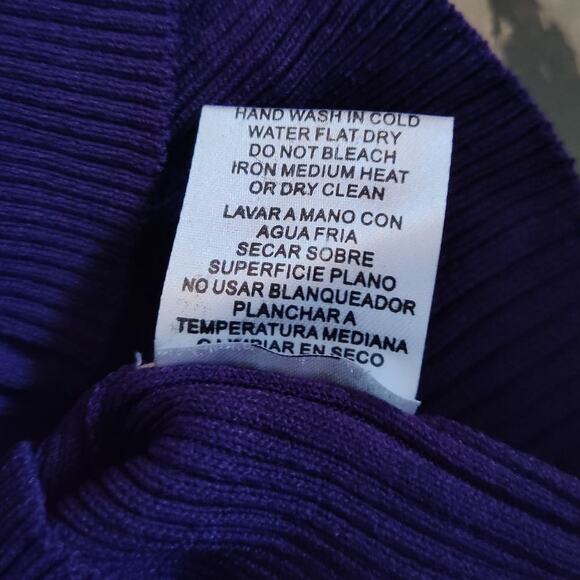 HAND WASH IN COLD
WATER FLAT DRY
DO NOT BLEACH
IRON MEDIUM HEAT
OR DRY CLEAN
LAVAR A MANO CON
AGUA FRIA
SECAR SOBRE
SUPERFICIE PLANO
NO USAR BLANQUEADOR
PLANCHAR A
TEMPERATURA MEDIANA
EN SECO